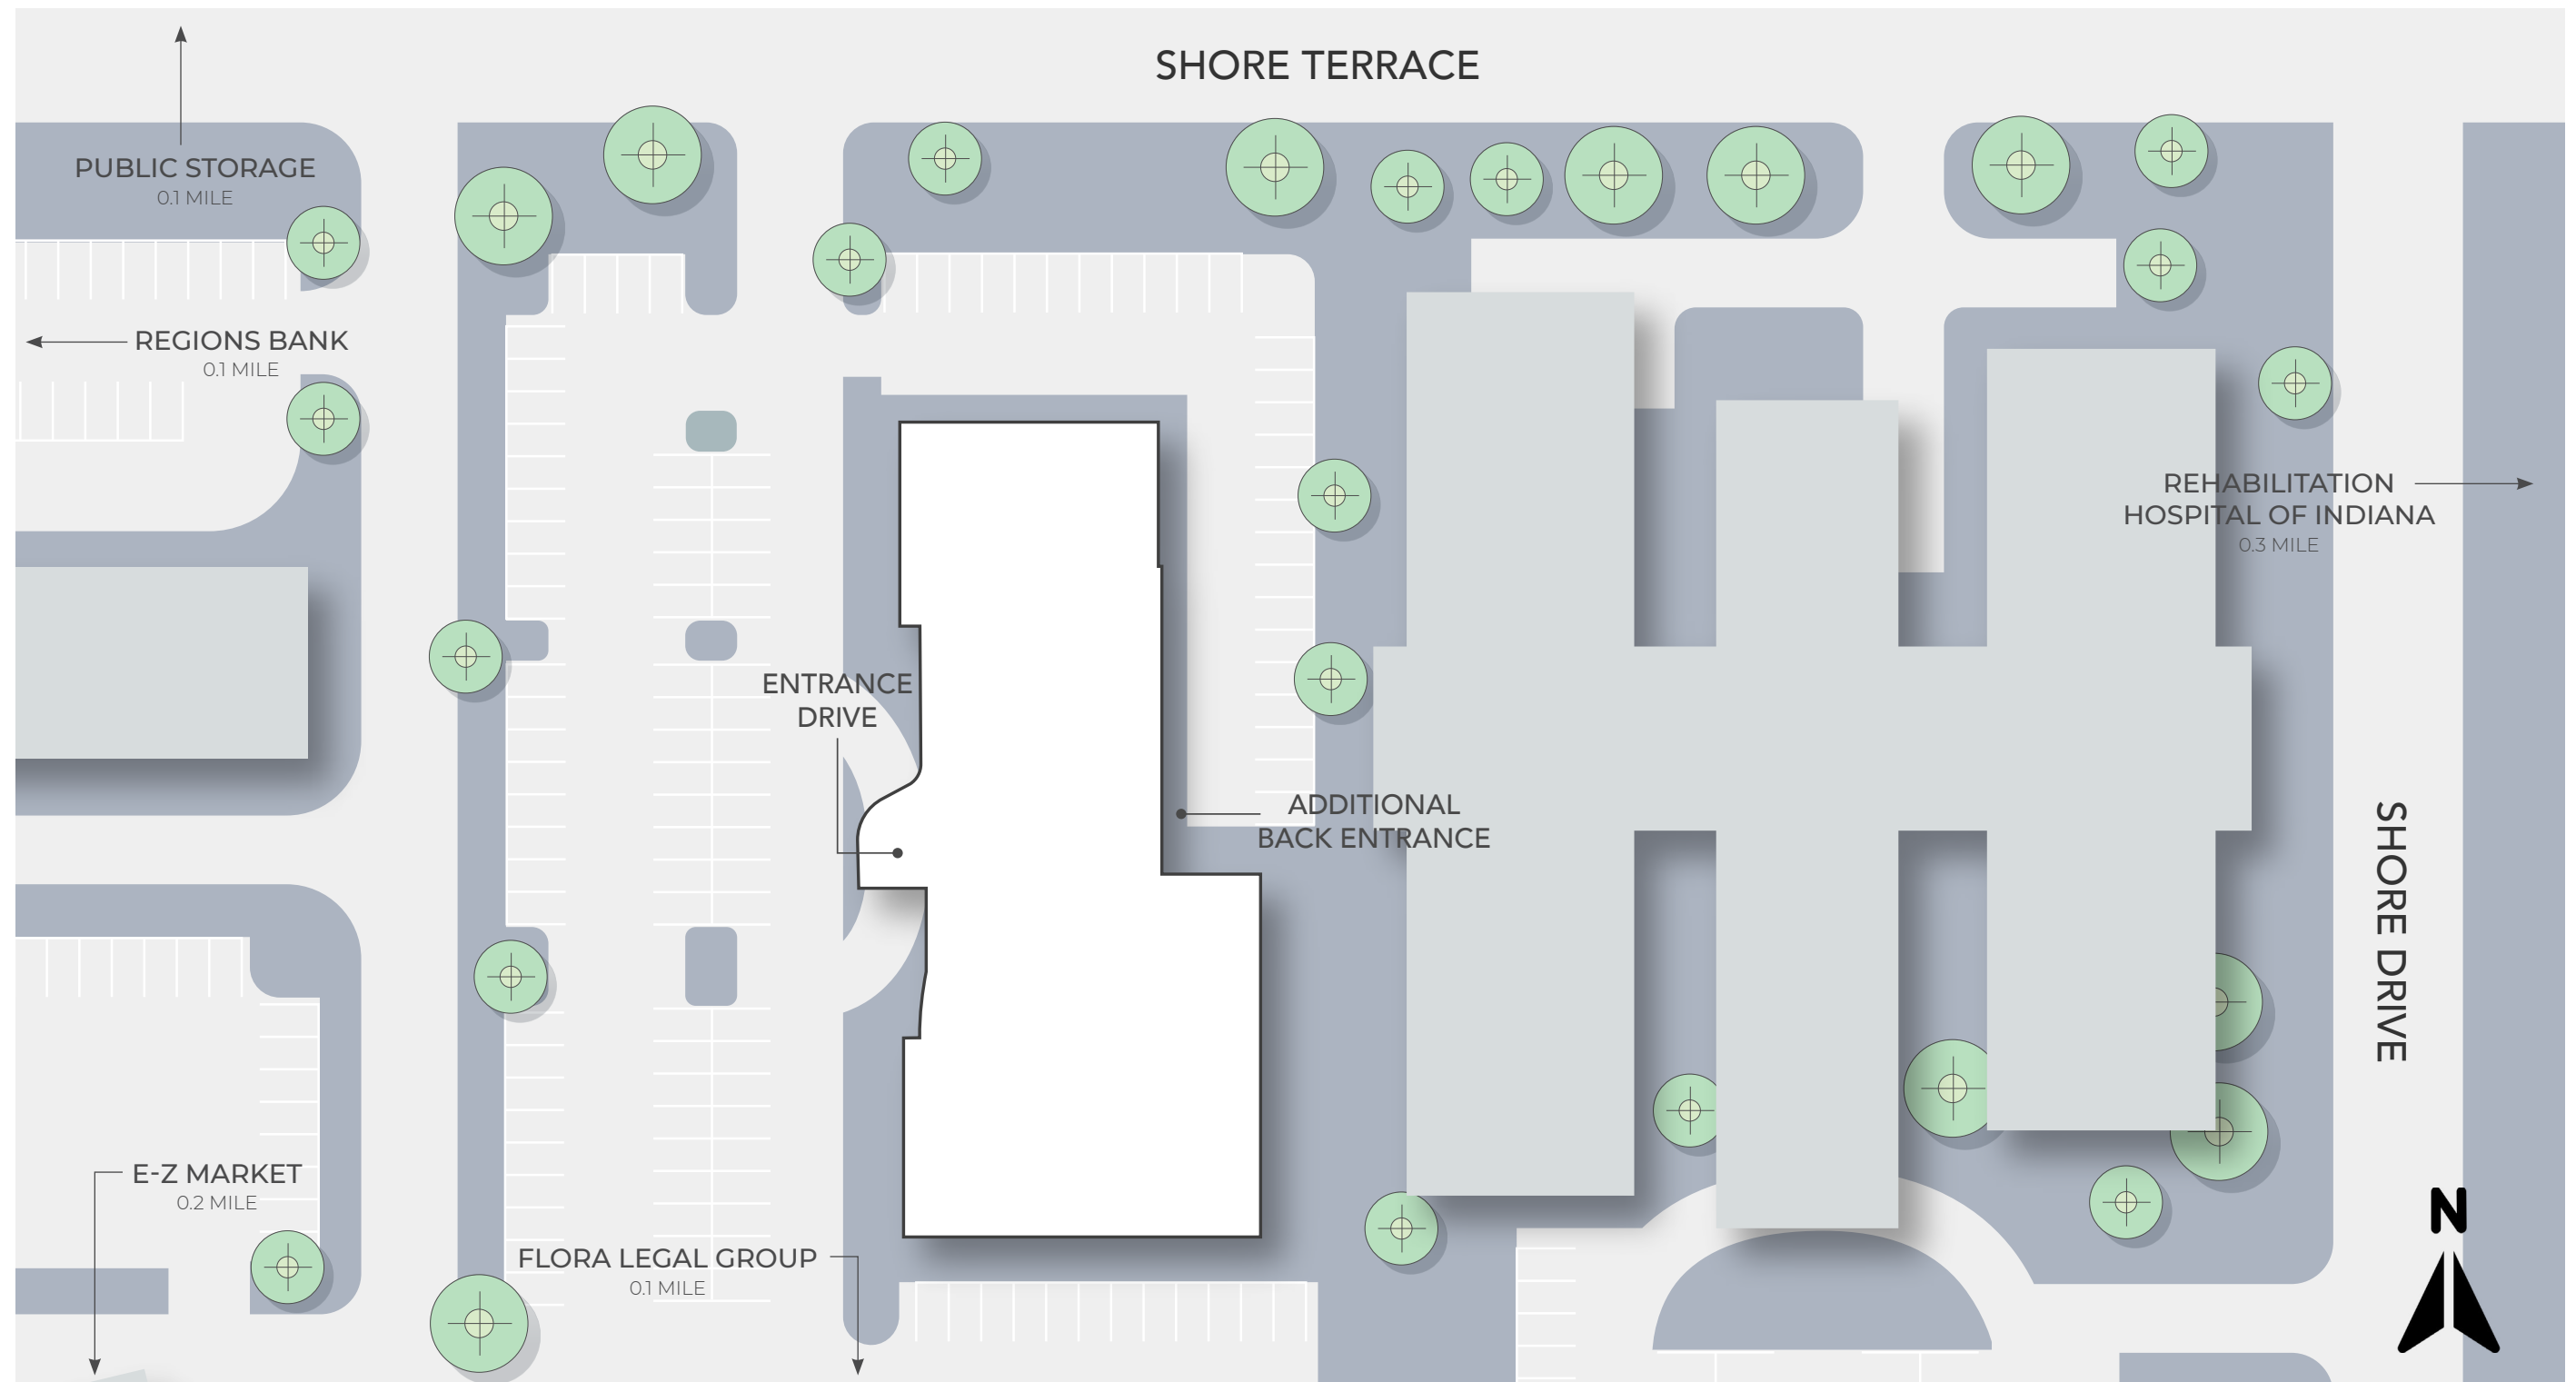 SHORE TERRACE
PUBLIC STORAGE
0.1 MILE
REGIONS BANK
0.1 MILE
REHABILITATION
HOSPITAL OF INDIANA
0.3 MILE
ENTRANCE
DRIVE
ADDITIONAL
BACK ENTRANCE
SHORE DRIVE
E-Z MARKET
0.2 MILE
FLORA LEGAL GROUP
0.1 MILE
N